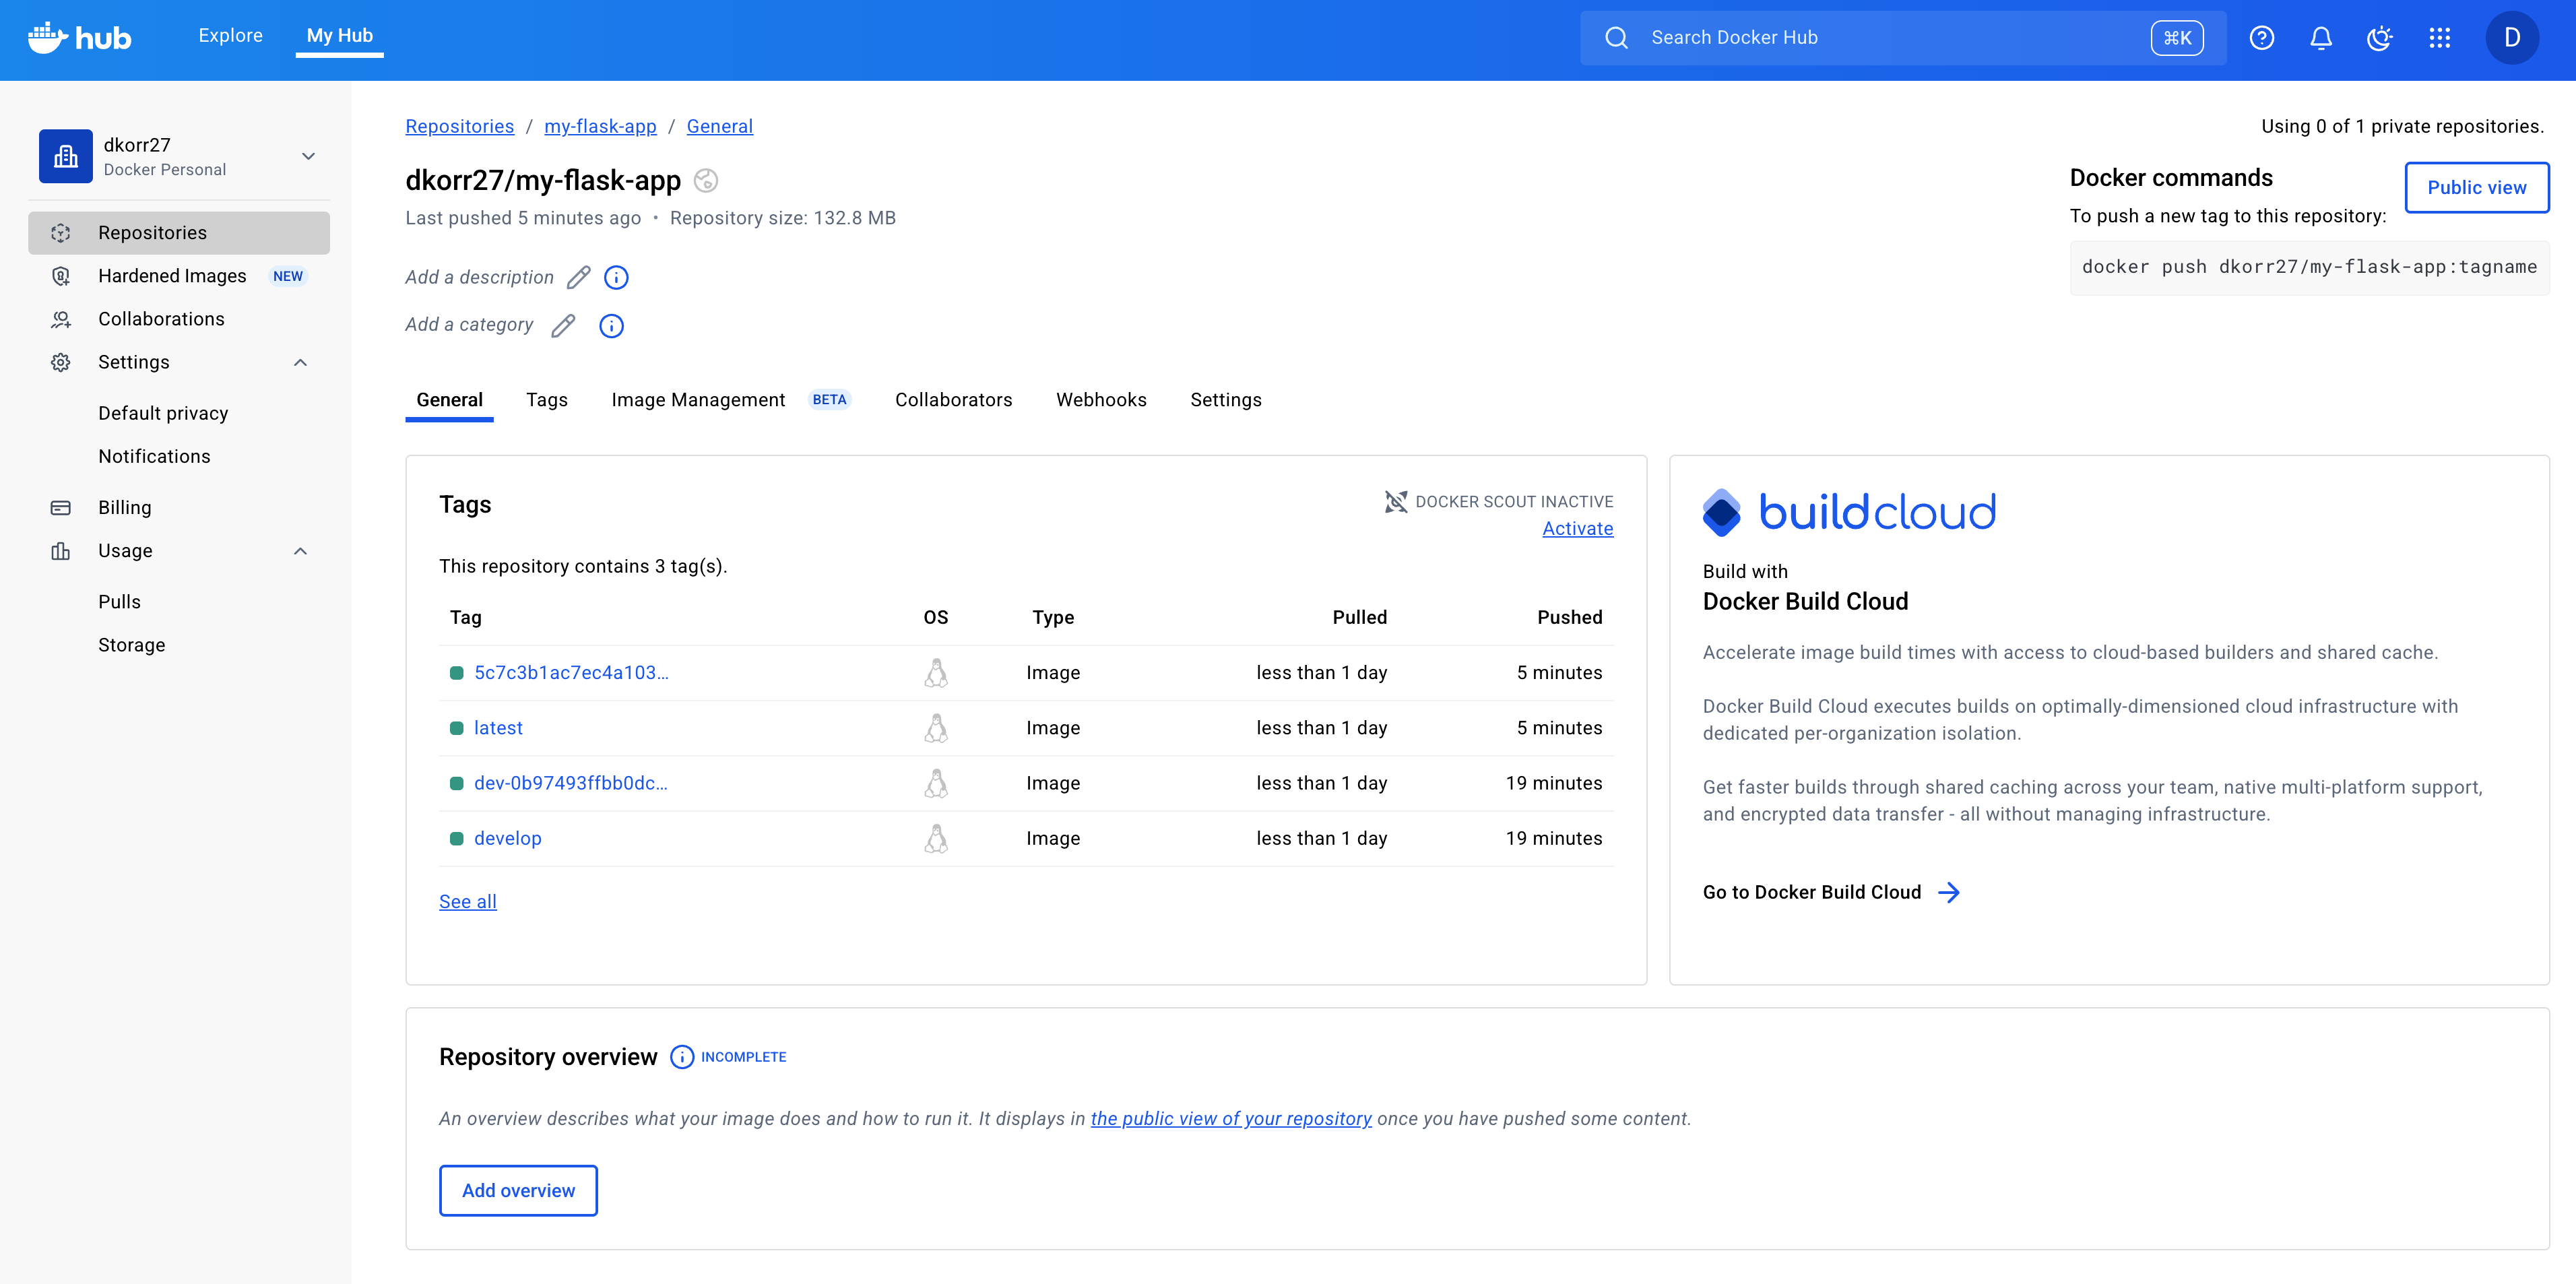 hub Explore My Hub Search Docker Hub ⌘K D
dkorr27
Docker Personal
Repositories
Hardened Images NEW
Collaborations
Settings
Default privacy
Notifications
Billing
Usage
Pulls
Storage
Repositories / my-flask-app / General
Using 0 of 1 private repositories.
dkorr27/my-flask-app
Last pushed 5 minutes ago • Repository size: 132.8 MB
Add a description
Add a category
Docker commands
Public view
To push a new tag to this repository:
docker push dkorr27/my-flask-app:tagname
General Tags Image Management BETA Collaborators Webhooks Settings
Tags
DOCKER SCOUT INACTIVE
Activate
This repository contains 3 tag(s).
Tag OS Type Pulled Pushed
5c7c3b1ac7ec4a103... Image less than 1 day 5 minutes
latest Image less than 1 day 5 minutes
dev-0b97493ffbb0dc... Image less than 1 day 19 minutes
develop Image less than 1 day 19 minutes
See all
buildcloud
Build with
Docker Build Cloud
Accelerate image build times with access to cloud-based builders and shared cache.
Docker Build Cloud executes builds on optimally-dimensioned cloud infrastructure with
dedicated per-organization isolation.
Get faster builds through shared caching across your team, native multi-platform support,
and encrypted data transfer - all without managing infrastructure.
Go to Docker Build Cloud
Repository overview INCOMPLETE
An overview describes what your image does and how to run it. It displays in the public view of your repository once you have pushed some content.
Add overview